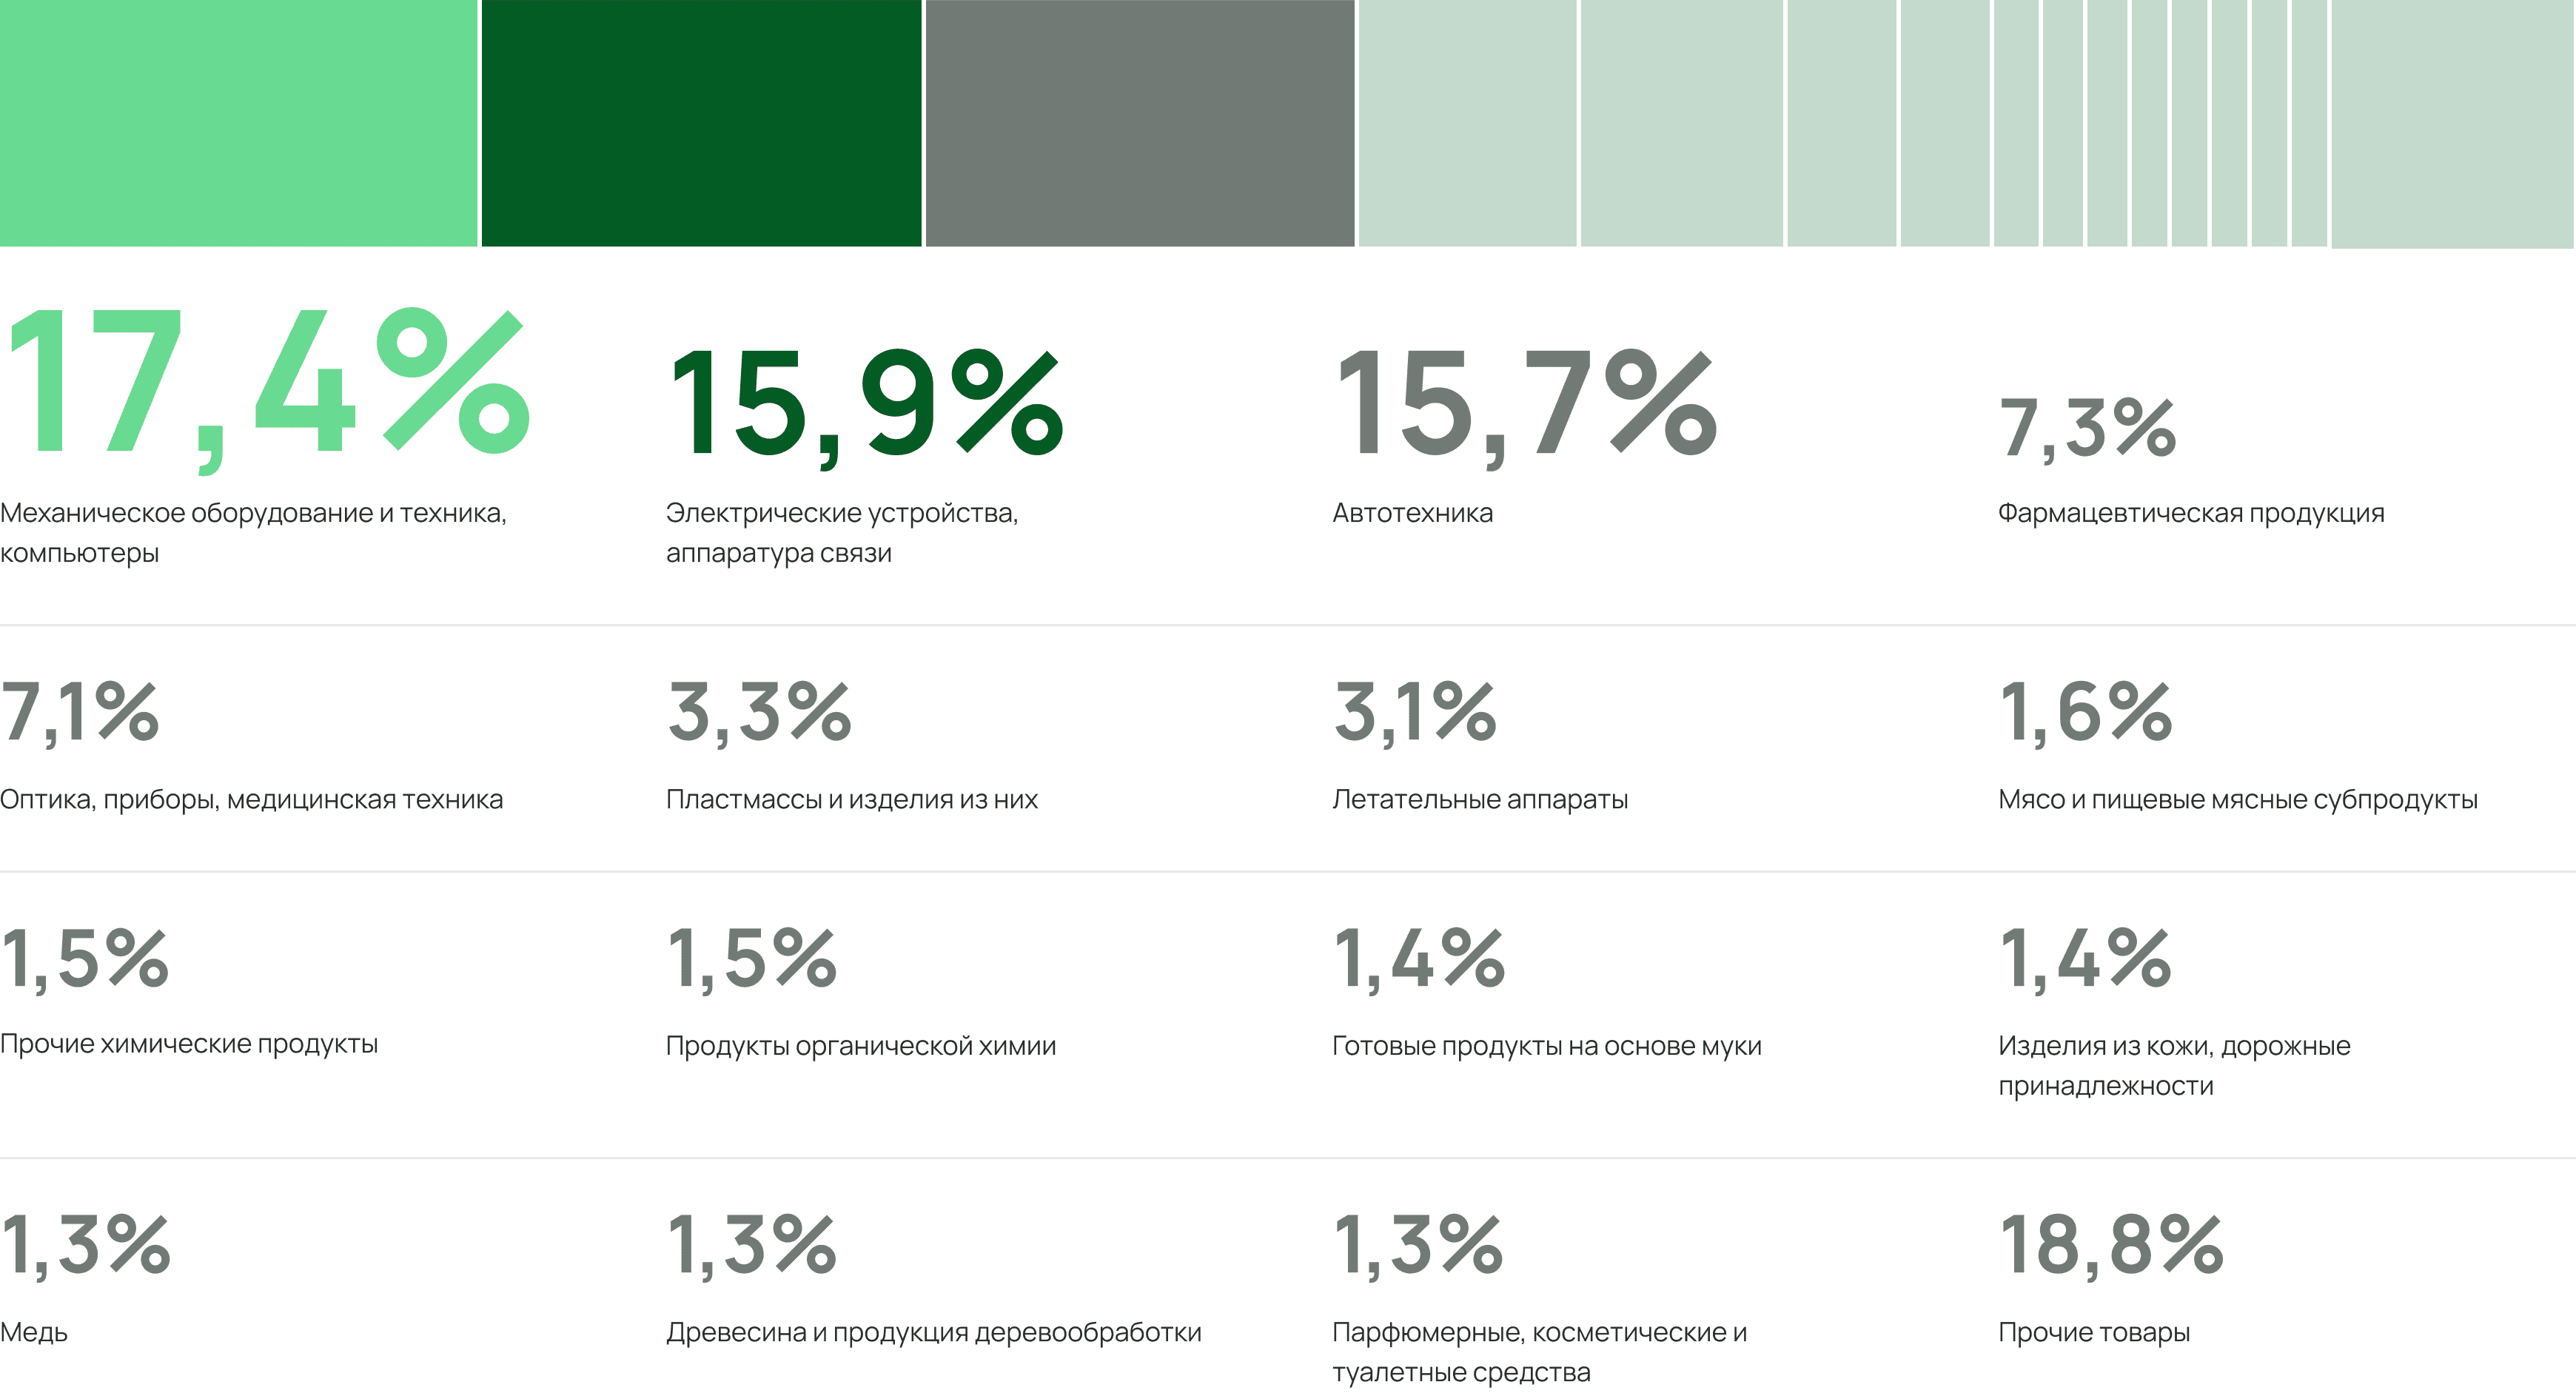 17,4%
Механическое оборудование и техника,
компьютеры
15,9%
Электрические устройства,
аппаратура связи
15,7%
Автотехника
7,3%
Фармацевтическая продукция
7,1%
Оптика, приборы, медицинская техника
3,3%
Пластмассы и изделия из них
3,1%
Летательные аппараты
1,6%
Мясо и пищевые мясные субпродукты
1,5%
Прочие химические продукты
1,5%
Продукты органической химии
1,4%
Готовые продукты на основе муки
1,4%
Изделия из кожи, дорожные
принадлежности
1,3%
Медь
1,3%
Древесина и продукция деревообработки
1,3%
Парфюмерные, косметические и
туалетные средства
18,8%
Прочие товары